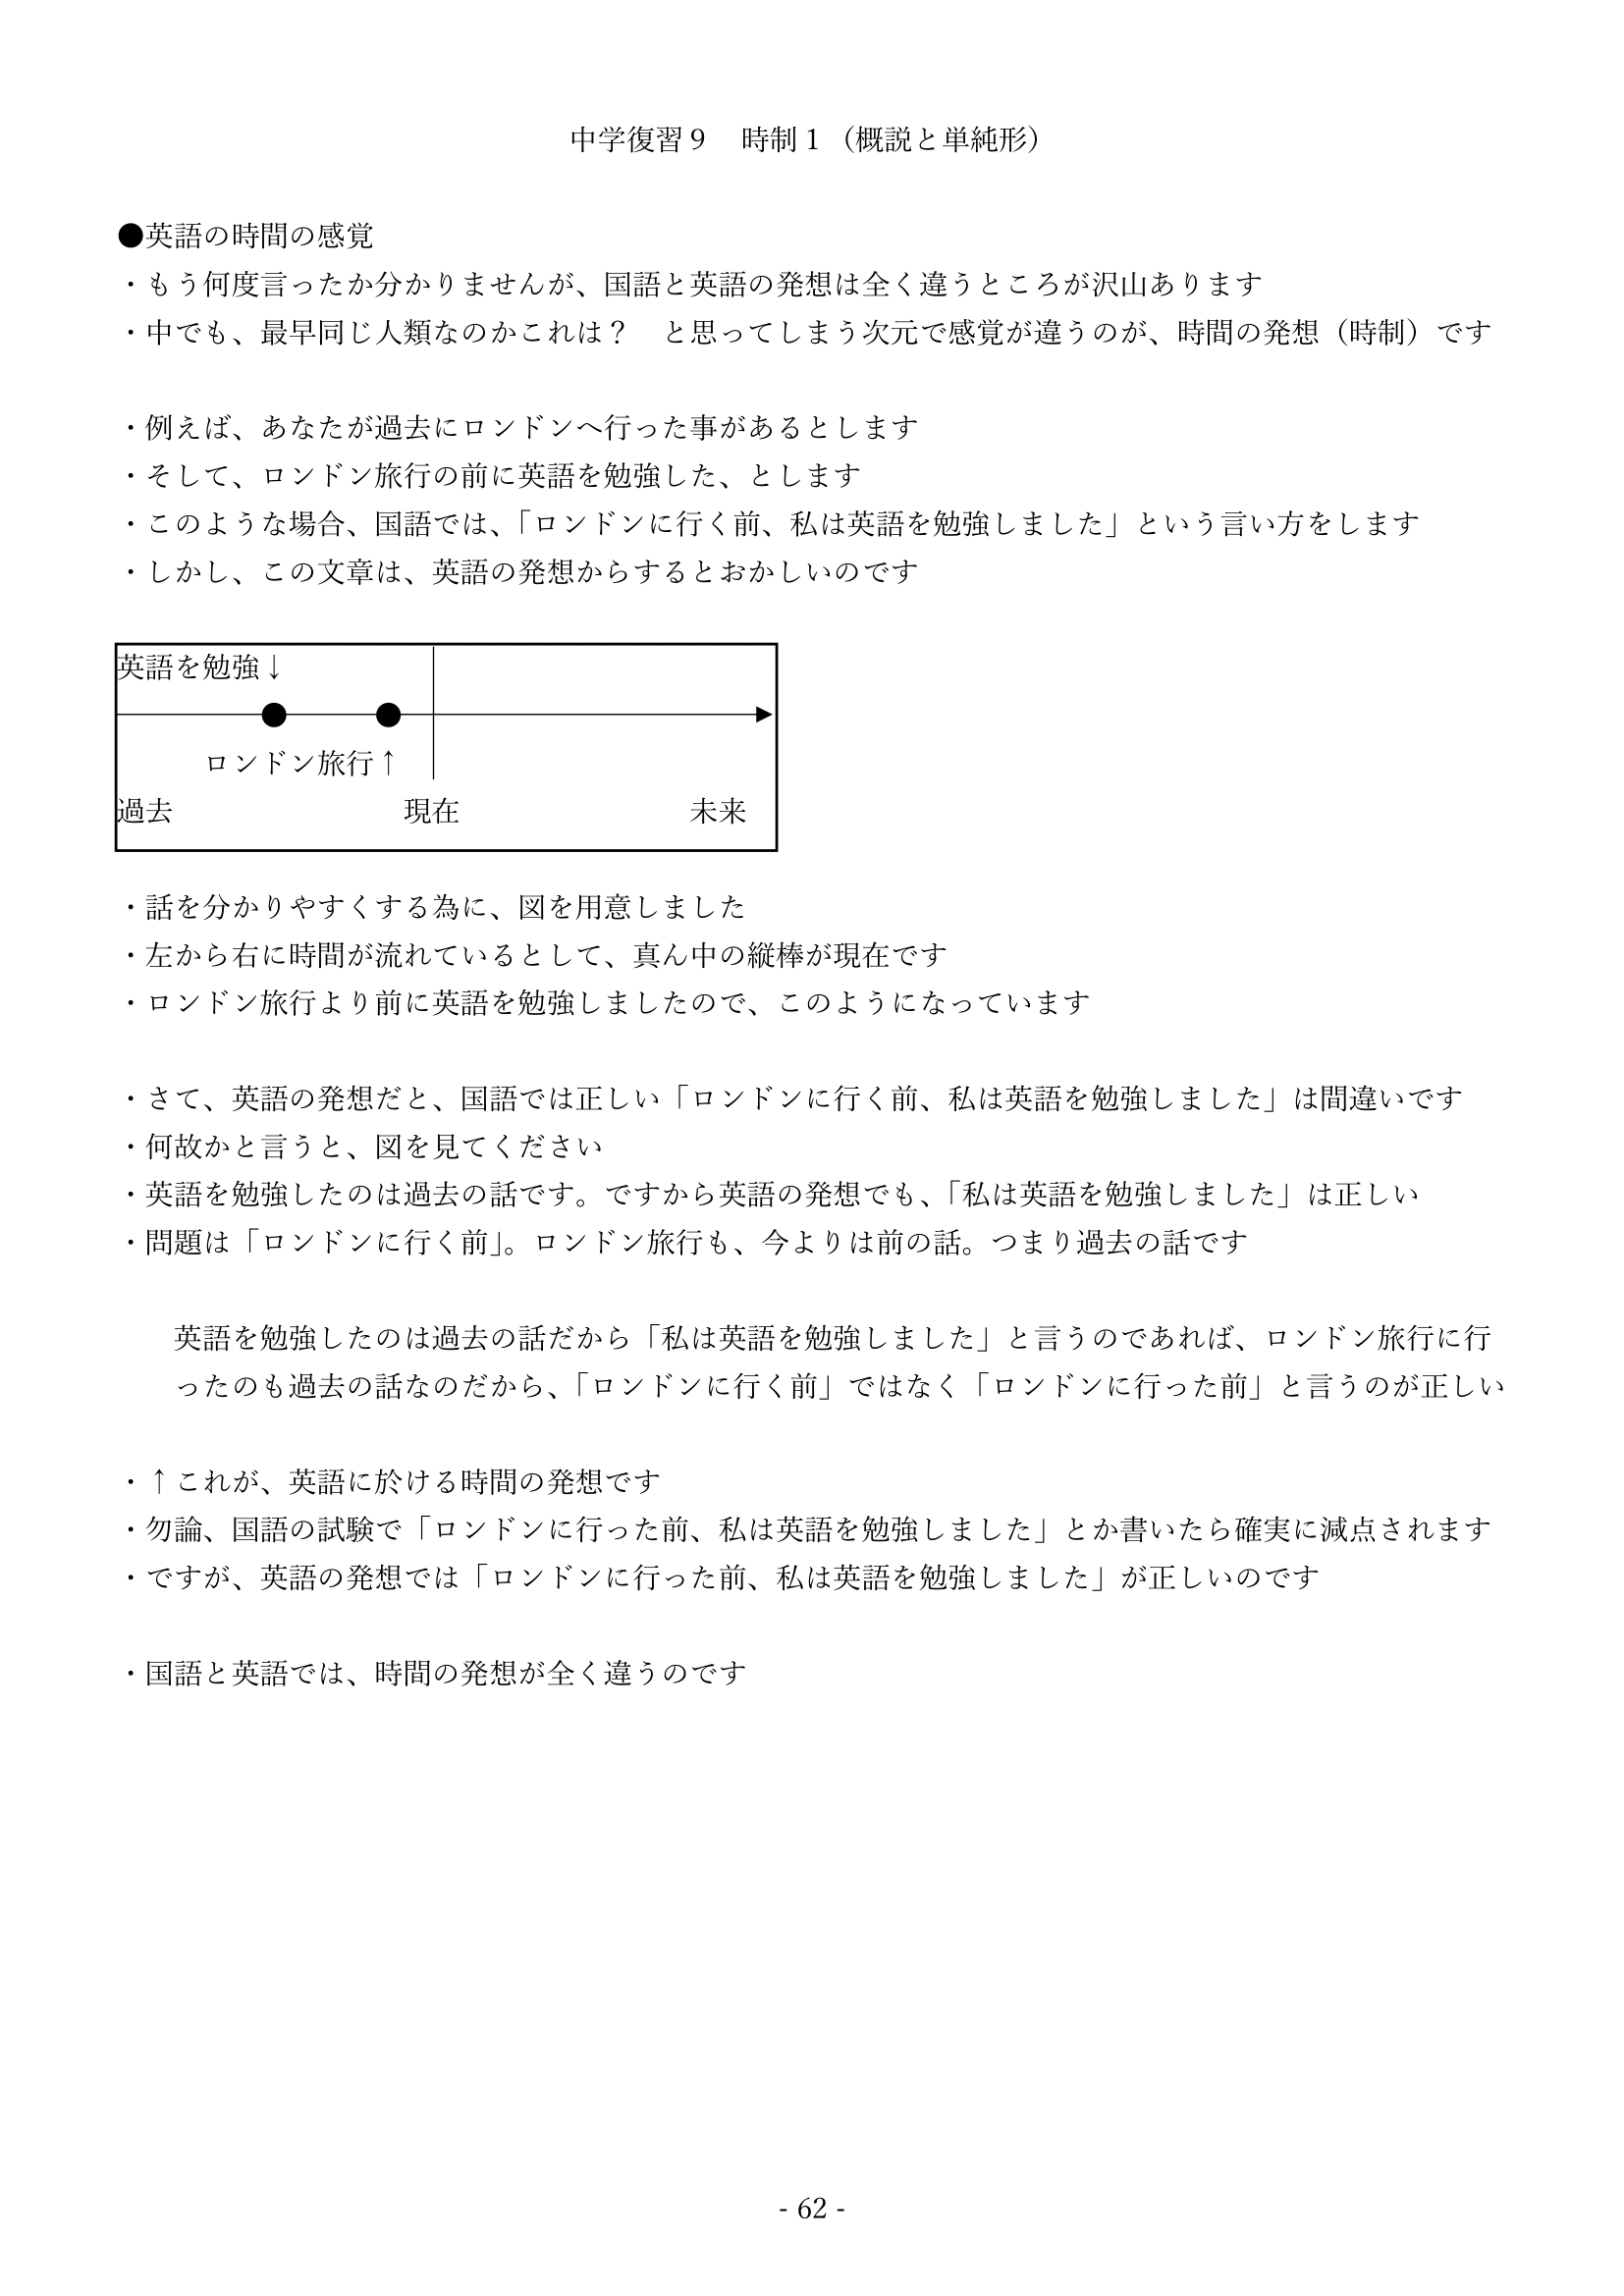 中学復習９　時制１（概説と単純形）
●英語の時間の感覚
・もう何度言ったか分かりませんが、国語と英語の発想は全く違うところが沢山あります
・中でも、最早同じ人類なのかこれは？　と思ってしまう次元で感覚が違うのが、時間の発想（時制）です
・例えば、あなたが過去にロンドンへ行った事があるとします
・そして、ロンドン旅行の前に英語を勉強した、とします
・このような場合、国語では、「ロンドンに行く前、私は英語を勉強しました」という言い方をします
・しかし、この文章は、英語の発想からするとおかしいのです
英語を勉強↓
ロンドン旅行↑
過去　現在　未来
・話を分かりやすくする為に、図を用意しました
・左から右に時間が流れているとして、真ん中の縦棒が現在です
・ロンドン旅行より前に英語を勉強しましたので、このようになっています
・さて、英語の発想だと、国語では正しい「ロンドンに行く前、私は英語を勉強しました」は間違いです
・何故かと言うと、図を見てください
・英語を勉強したのは過去の話です。ですから英語の発想でも、「私は英語を勉強しました」は正しい
・問題は「ロンドンに行く前」。ロンドン旅行も、今よりは前の話。つまり過去の話です
英語を勉強したのは過去の話だから「私は英語を勉強しました」と言うのであれば、ロンドン旅行に行
ったのも過去の話なのだから、「ロンドンに行く前」ではなく「ロンドンに行った前」と言うのが正しい
・↑これが、英語に於ける時間の発想です
・勿論、国語の試験で「ロンドンに行った前、私は英語を勉強しました」とか書いたら確実に減点されます
・ですが、英語の発想では「ロンドンに行った前、私は英語を勉強しました」が正しいのです
・国語と英語では、時間の発想が全く違うのです
- 62 -